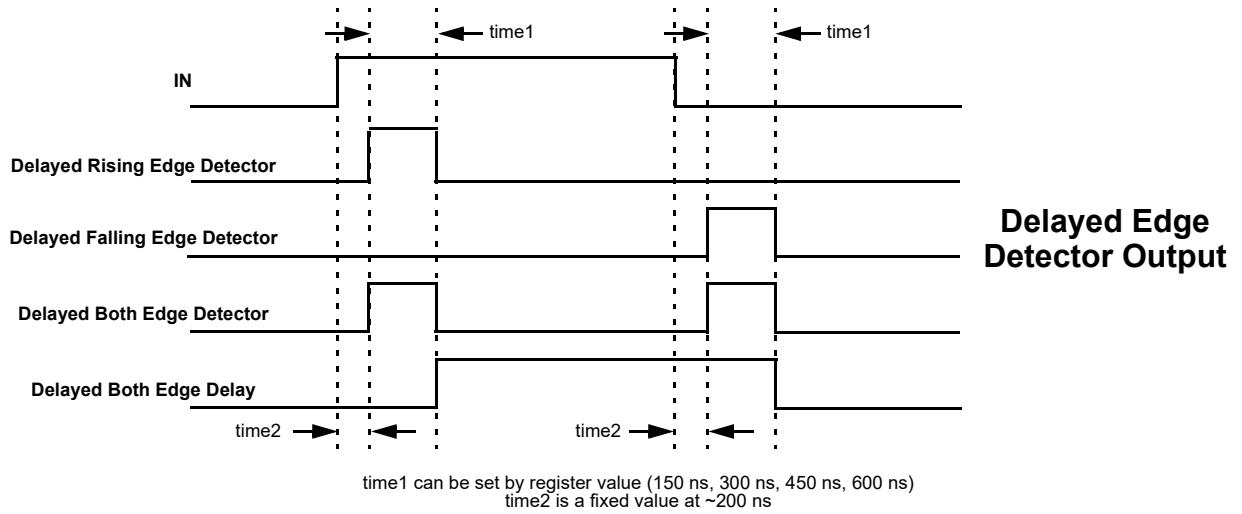 time1
time1
IN
Delayed Rising Edge Detector
Delayed Falling Edge Detector
Delayed Edge
Detector Output
Delayed Both Edge Detector
Delayed Both Edge Delay
time2
time2
time1 can be set by register value (150 ns, 300 ns, 450 ns, 600 ns)
time2 is a fixed value at ~200 ns